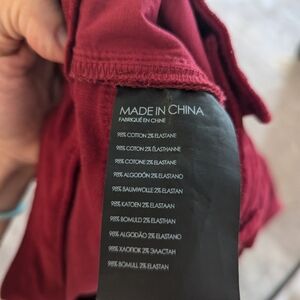 MADE IN CHINA
FABRIQUÉ EN CHINE
98% COTTON 2% ELASTANE
98% COTON 2% ÉLASTHANNE
98% COTONE 2% ELASTANE
98% ALGODÓN 2% ELASTANO
98% BAUMWOLLE 2% ELASTAN
98% KATOEN 2% ELASTAAN
98% BOMULD 2% ELASTHAN
98% ALGODÃO 2% ELASTANO
98% ХЛОПОК 2% ЭЛАСТАН
98% BOMULL 2% ELASTAN